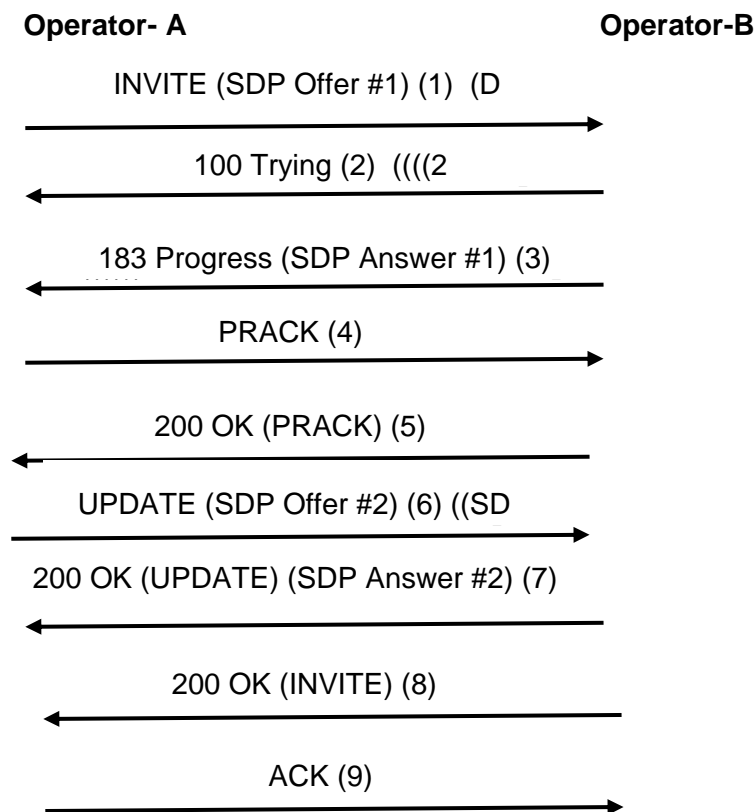 Operator- A Operator-B
INVITE (SDP Offer #1) (1) (D
100 Trying (2) ((((2
183 Progress (SDP Answer #1) (3)
PRACK (4)
200 OK (PRACK) (5)
UPDATE (SDP Offer #2) (6) ((SD
200 OK (UPDATE) (SDP Answer #2) (7)
200 OK (INVITE) (8)
ACK (9)